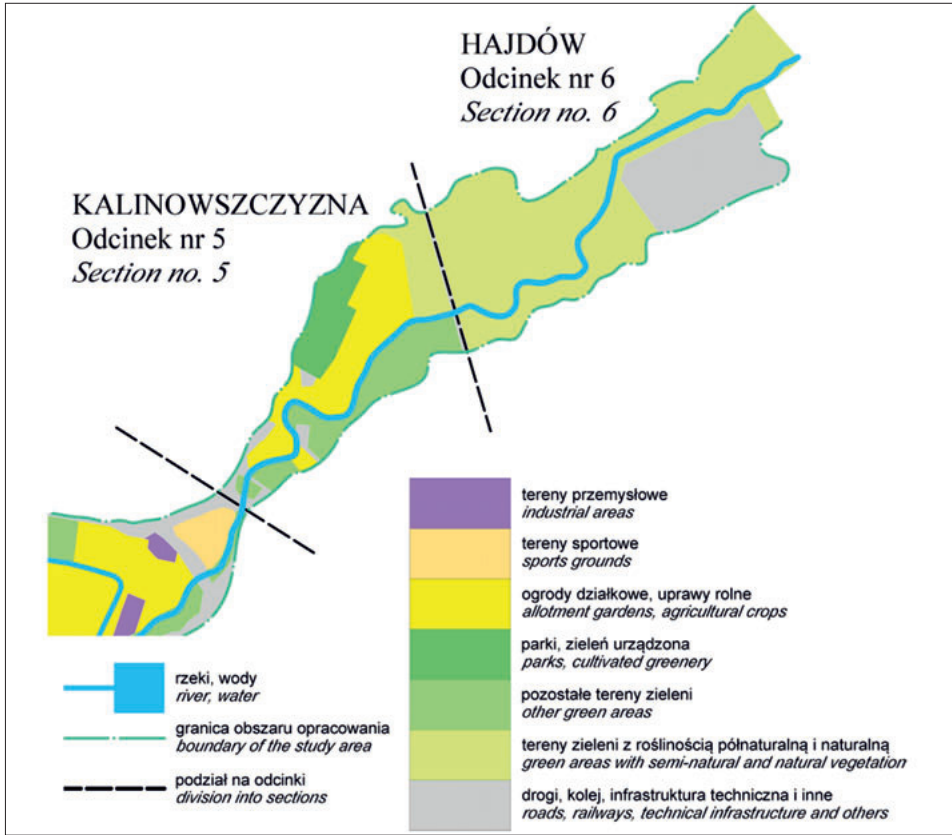 HAJDÓW
Odcinek nr 6
Section no. 6
KALINOWSZCZYZNA
Odcinek nr 5
Section no. 5
tereny przemysłowe
industrial areas
tereny sportowe
sports grounds
ogrody działkowe, uprawy rolne
allotment gardens, agricultural crops
parki, zieleń urządzona
parks, cultivated greenery
pozostałe tereny zieleni
other green areas
tereny zieleni z roślinością półnaturalną i naturalną
green areas with semi-natural and natural vegetation
drogi, kolej, infrastruktura techniczna i inne
roads, railways, technical infrastructure and others
rzeki, wody
river, water
granica obszaru opracowania
boundary of the study area
podział na odcinki
division into sections